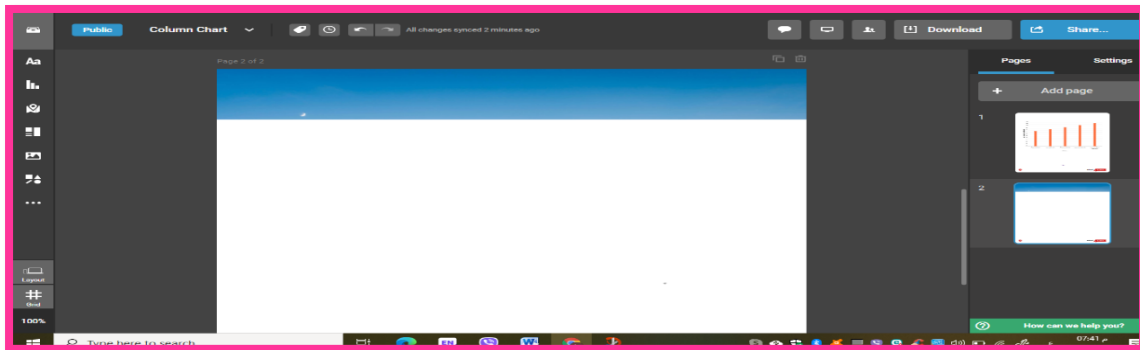 Public Column Chart All changes synced 2 minutes ago Download Share...
Aa Page 2 of 2 Pages Settings
+ Add page
1
2
Layout
Grid
100%
How can we help you?
Type here to search EN W 07:41 م